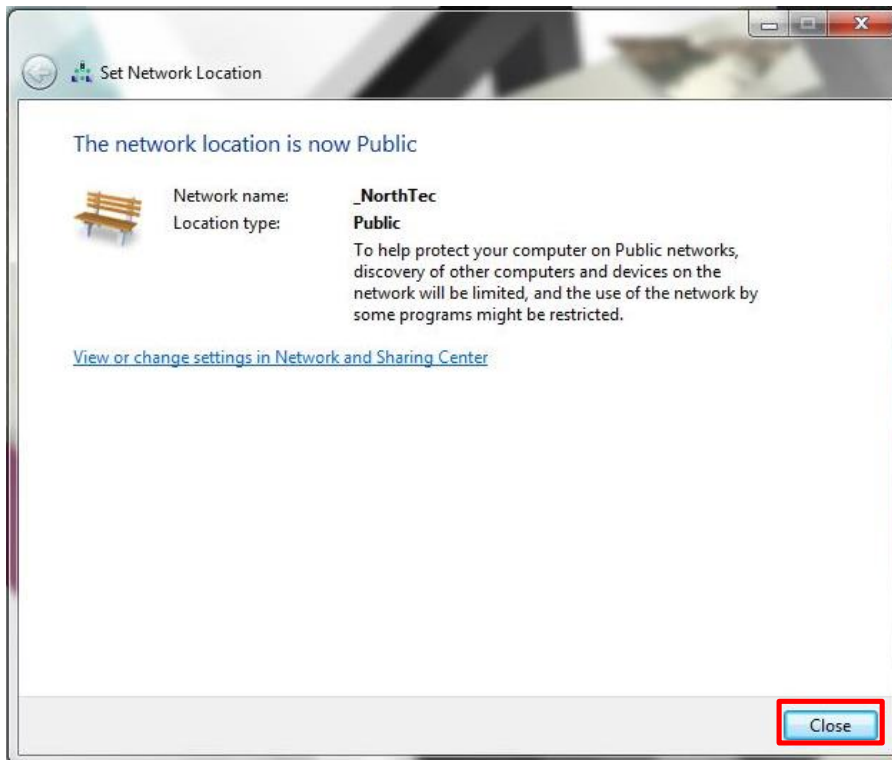 Set Network Location
The network location is now Public
Network name: _NorthTec
Location type: Public
To help protect your computer on Public networks,
discovery of other computers and devices on the
network will be limited, and the use of the network by
some programs might be restricted.
View or change settings in Network and Sharing Center
Close